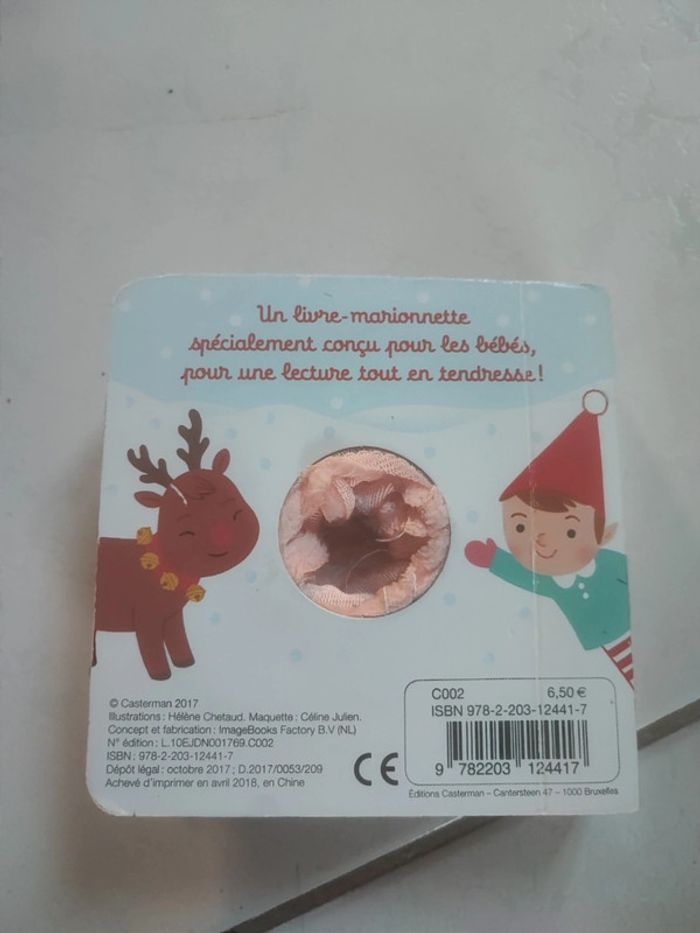 Un livre-marionnette
spécialement conçu pour les bébés,
pour une lecture tout en tendresse !
© Casterman 2017
Illustrations : Hélène Chetaud. Maquette : Céline Julien.
Concept et fabrication : ImageBooks Factory B.V (NL)
N° édition : L.10EJDN001769.C002
ISBN : 978-2-203-12441-7
Dépôt légal : octobre 2017 ; D.2017/0053/209
Achevé d'imprimer en avril 2018, en Chine
CE
C002 6,50 €
ISBN 978-2-203-12441-7
9 782203 124417
Éditions Casterman – Cantersteen 47 – 1000 Bruxelles